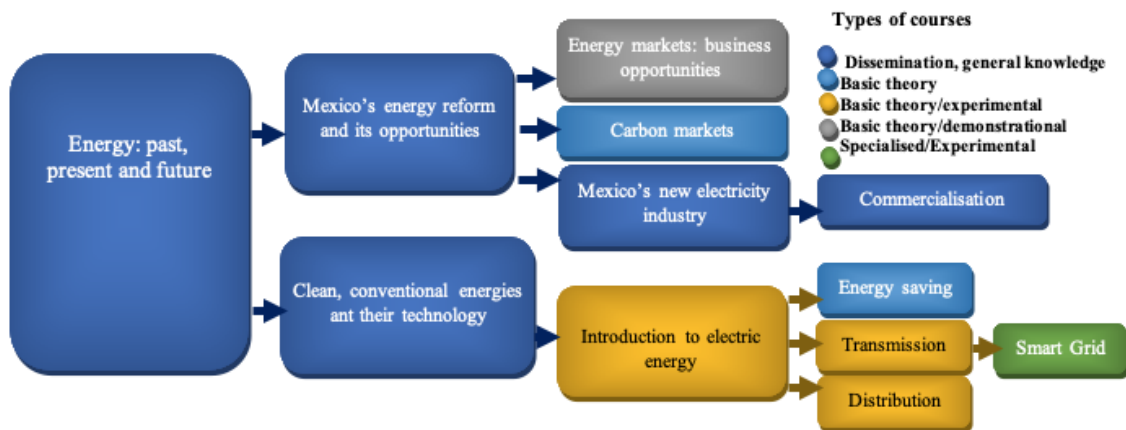 Types of courses
Dissemination, general knowledge
Basic theory
Basic theory/experimental
Basic theory/demonstrational
Specialised/Experimental
Energy: past,
present and future
Mexico's energy reform
and its opportunities
Energy markets: business
opportunities
Carbon markets
Mexico's new electricity
industry
Commercialisation
Clean, conventional energies
ant their technology
Introduction to electric
energy
Energy saving
Transmission
Smart Grid
Distribution